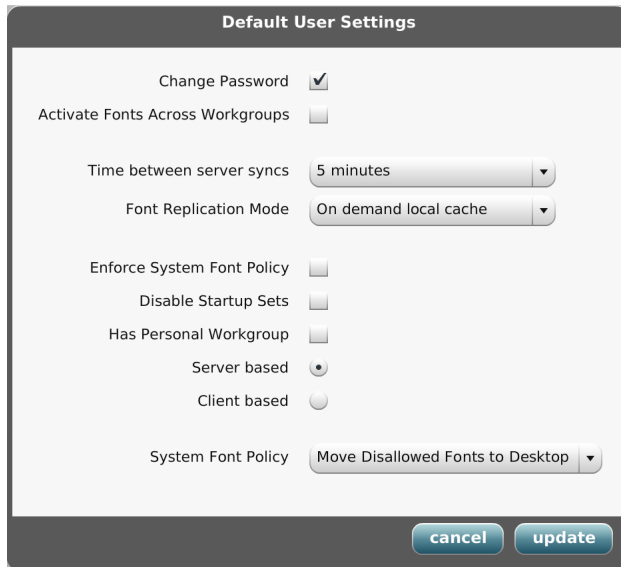 Default User Settings
Change Password
Activate Fonts Across Workgroups
Time between server syncs 5 minutes
Font Replication Mode On demand local cache
Enforce System Font Policy
Disable Startup Sets
Has Personal Workgroup
Server based
Client based
System Font Policy Move Disallowed Fonts to Desktop
cancel update